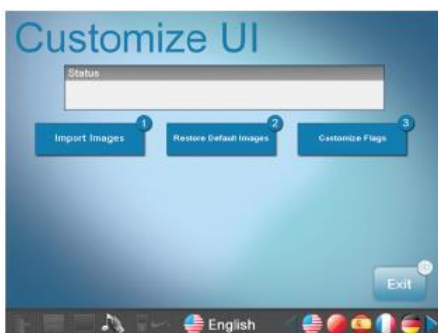 Customize UI
Status
Import Images
1
Restore Default Images
2
Customize Flags
3
Exit
English